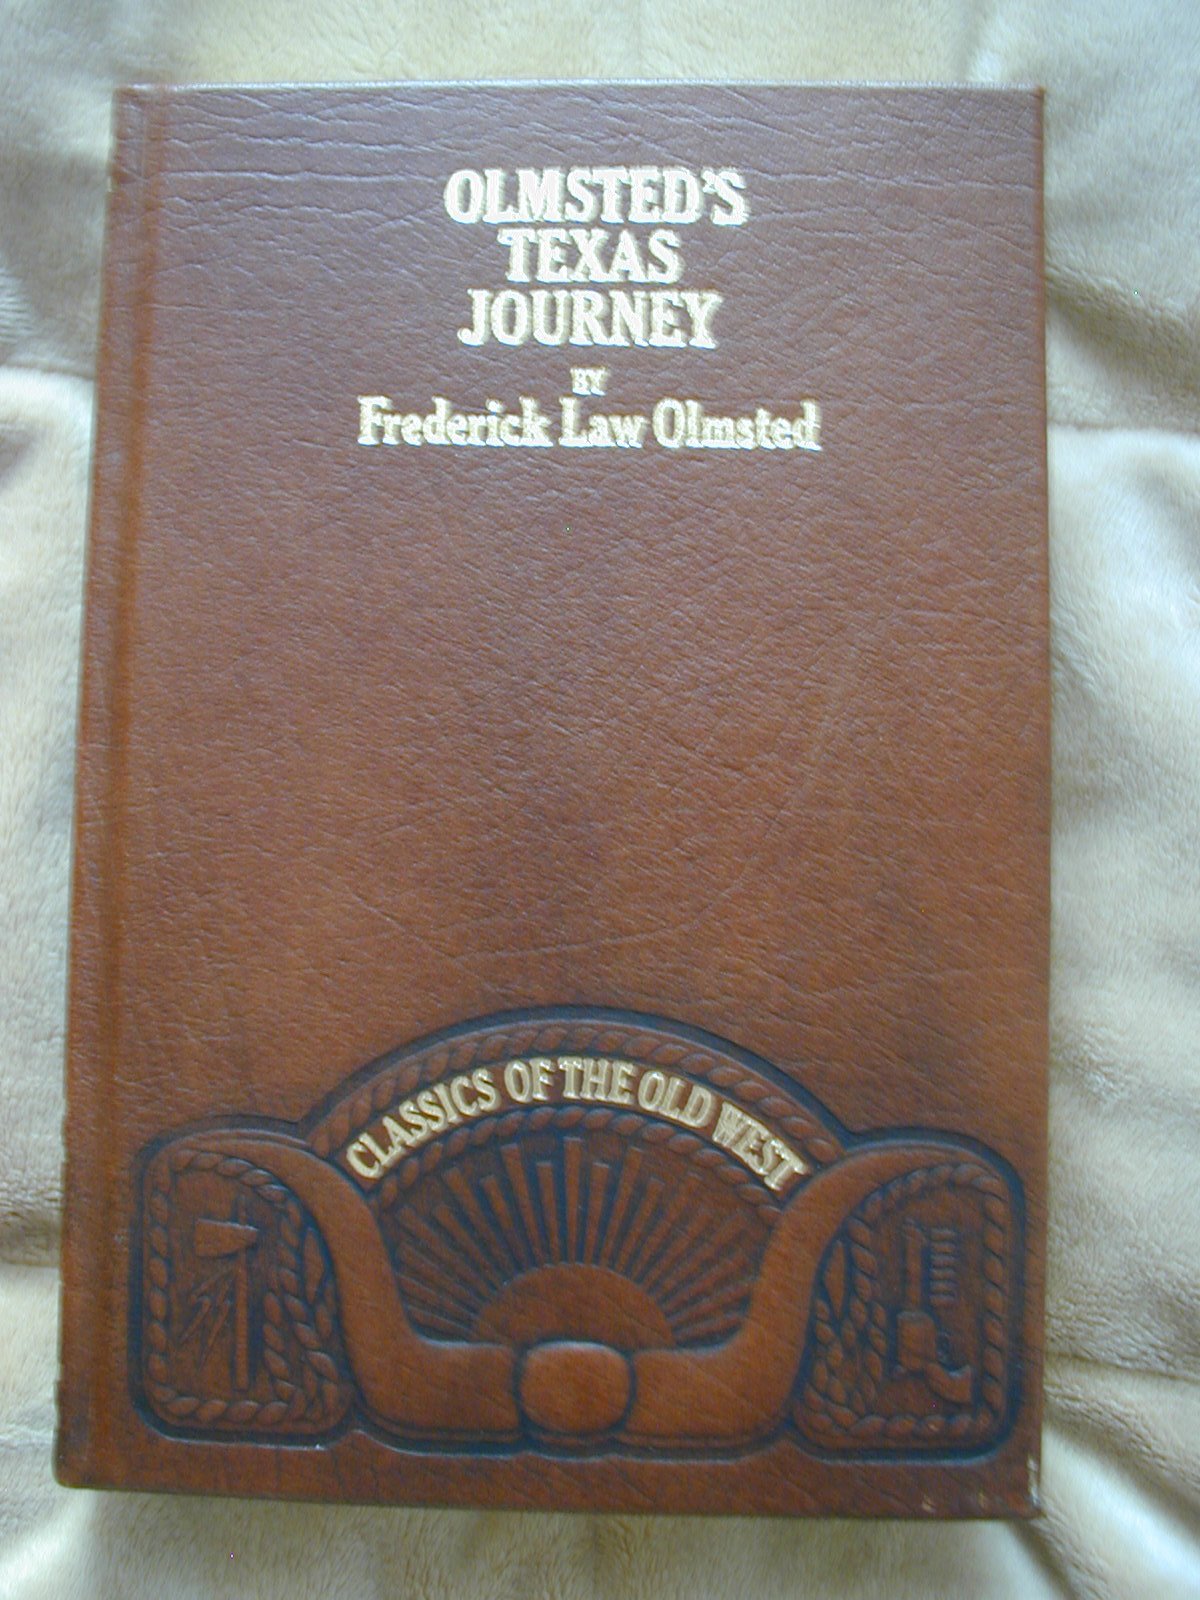 OLMSTED'S
TEXAS
JOURNEY
BY
Frederick Law Olmsted
CLASSICS OF THE OLD WEST